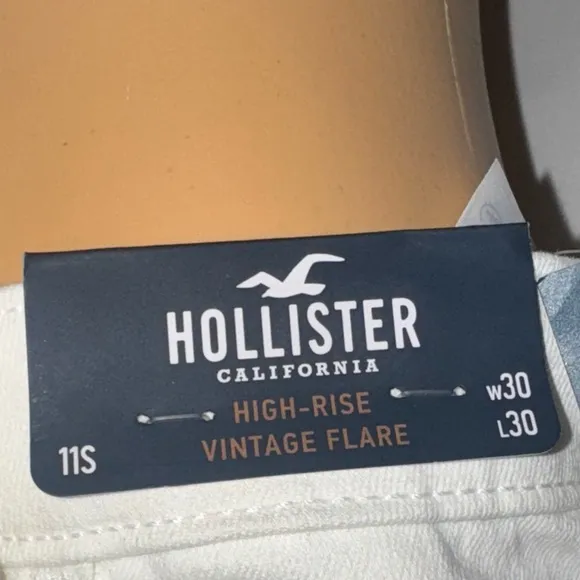 HOLLISTER
CALIFORNIA
HIGH-RISE
VINTAGE FLARE
11S
W30
L30